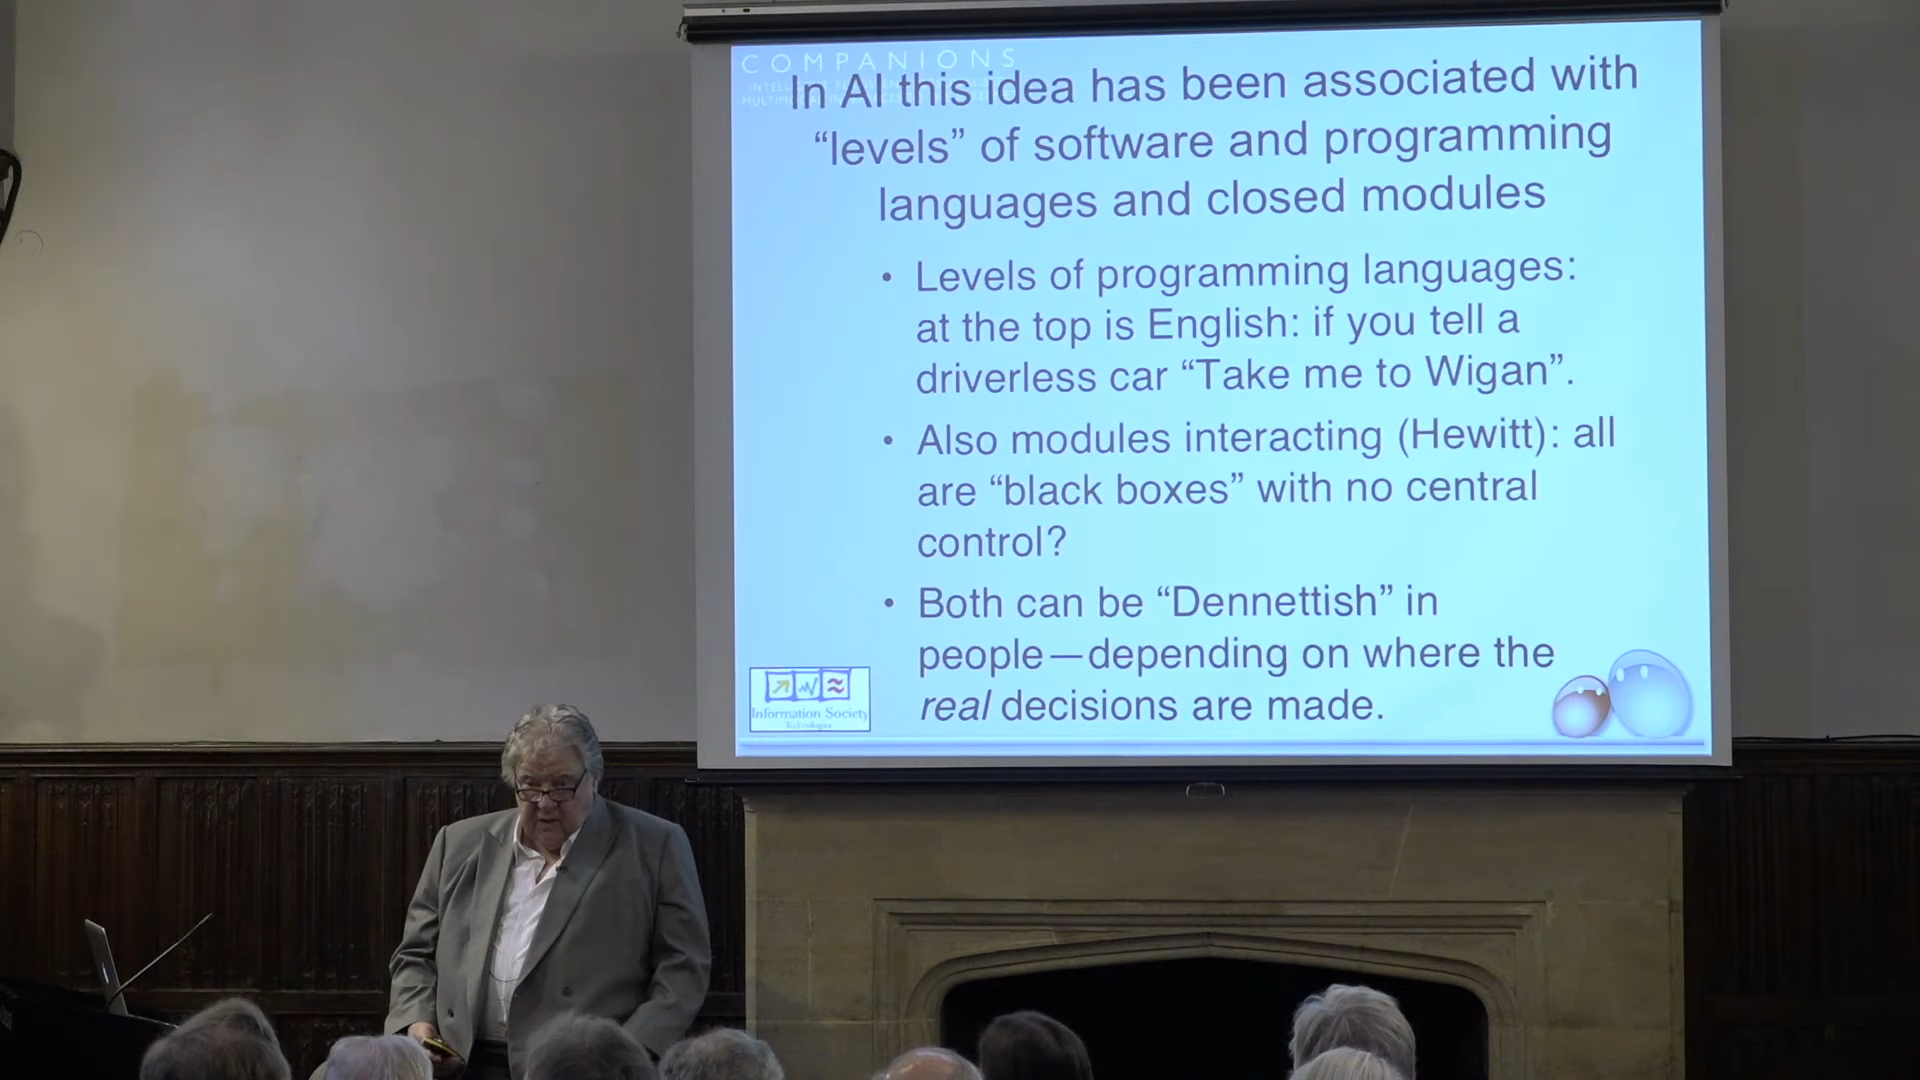 COMPANIONS
In AI this idea has been associated with
“levels” of software and programming
languages and closed modules
• Levels of programming languages:
at the top is English: if you tell a
driverless car “Take me to Wigan”.
• Also modules interacting (Hewitt): all
are “black boxes” with no central
control?
• Both can be “Dennettish” in
people—depending on where the
real decisions are made.
Information Society
Technologies